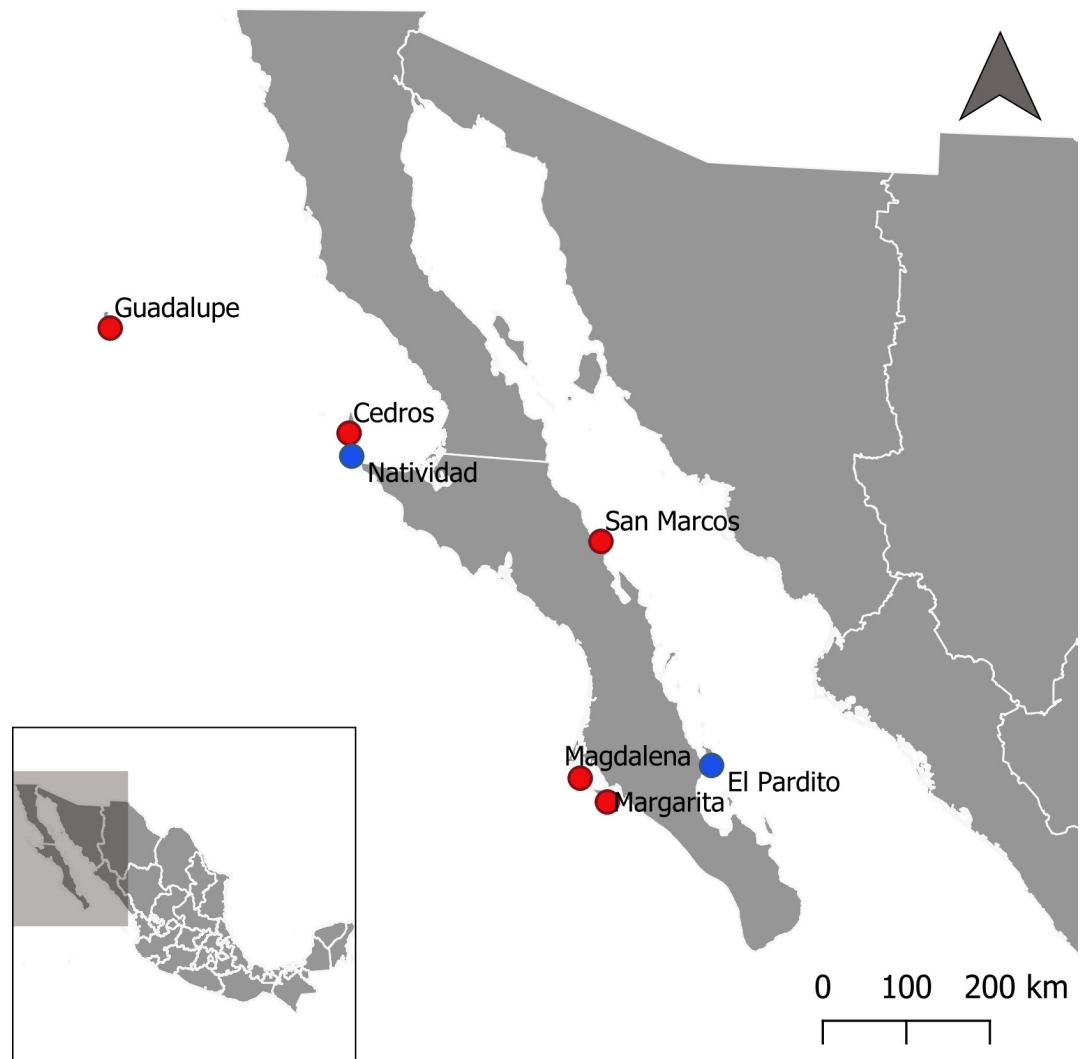 Guadalupe
Cedros
Natividad
San Marcos
Magdalena
El Pardito
Margarita
0 100 200 km